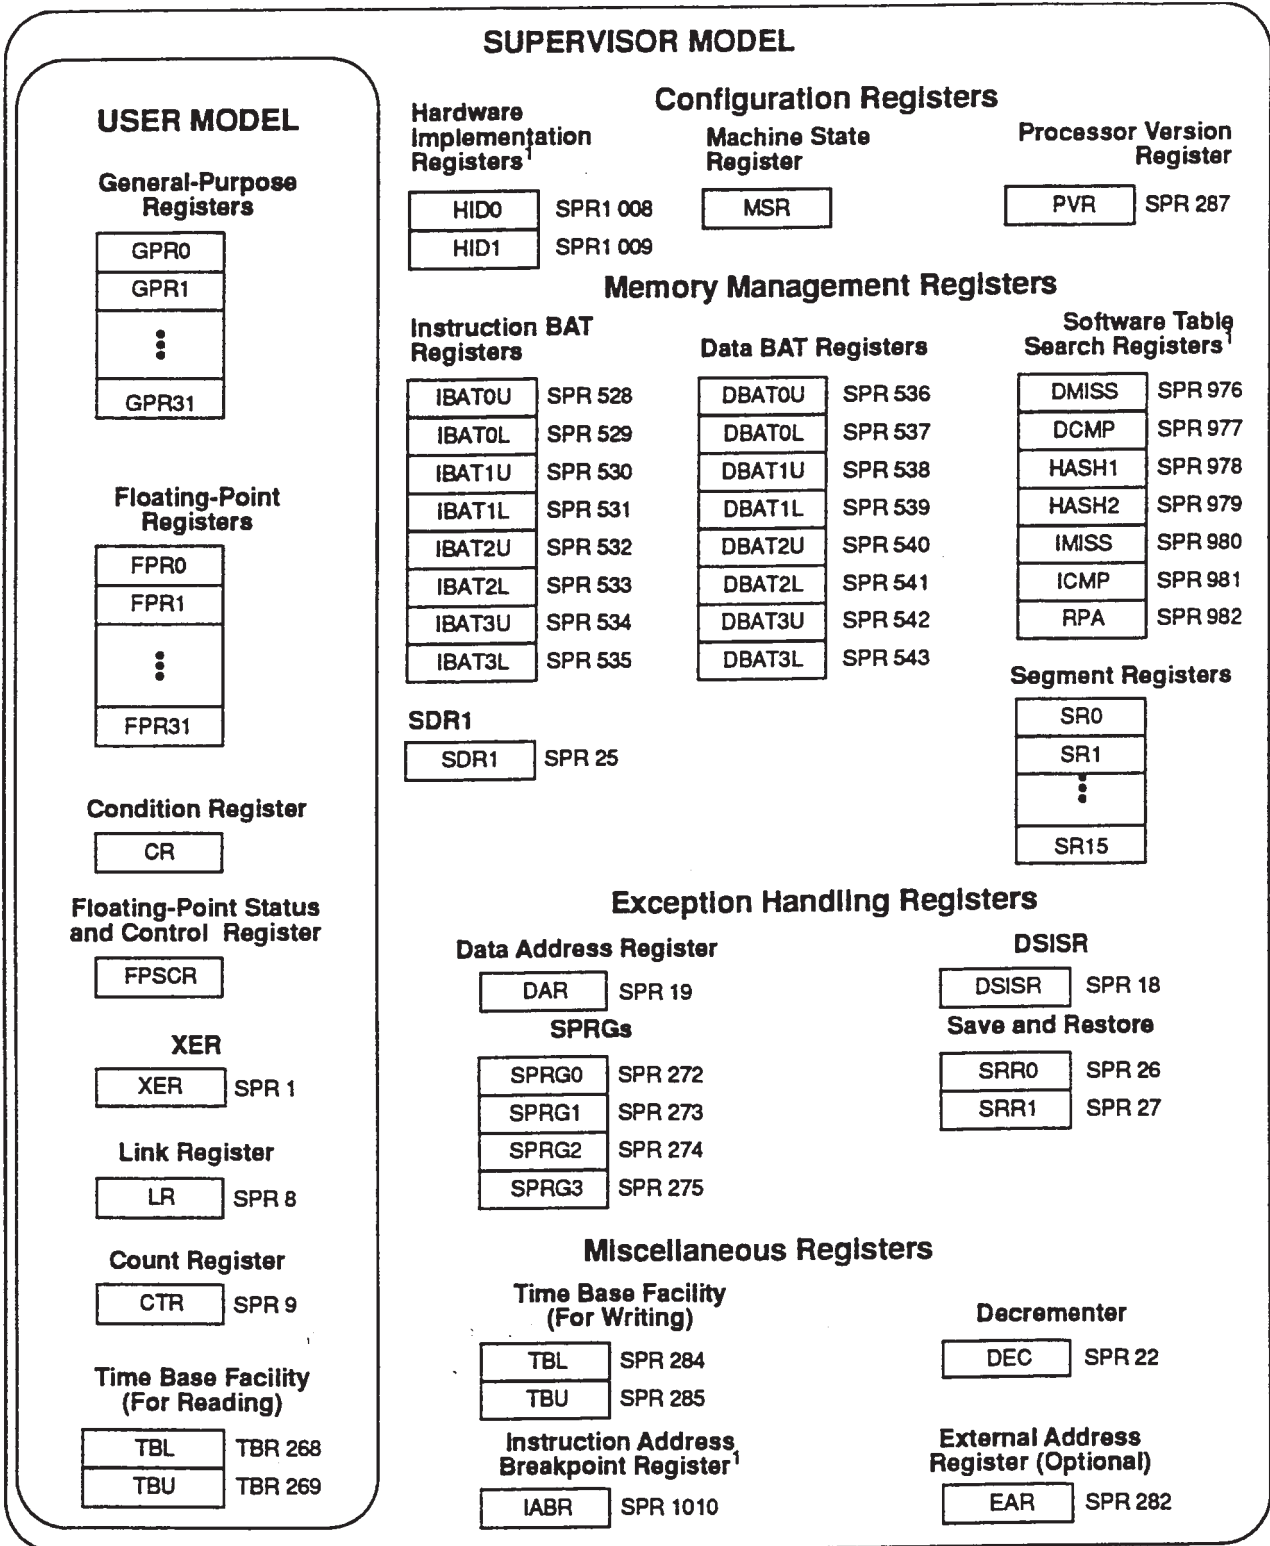 SUPERVISOR MODEL
USER MODEL
General-Purpose
Registers
GPR0
GPR1
GPR31
Floating-Point
Registers
FPR0
FPR1
FPR31
Condition Register
CR
Floating-Point Status
and Control Register
FPSCR
XER
XER SPR 1
Link Register
LR SPR 8
Count Register
CTR SPR 9
Time Base Facility
(For Reading)
TBL TBR 268
TBU TBR 269
Configuration Registers
Hardware
Implementation
Registers1
HID0 SPR1 008
HID1 SPR1 009
Machine State
Register
MSR
Processor Version
Register
PVR SPR 287
Memory Management Registers
Instruction BAT
Registers
IBAT0U SPR 528
IBAT0L SPR 529
IBAT1U SPR 530
IBAT1L SPR 531
IBAT2U SPR 532
IBAT2L SPR 533
IBAT3U SPR 534
IBAT3L SPR 535
Data BAT Registers
DBAT0U SPR 536
DBAT0L SPR 537
DBAT1U SPR 538
DBAT1L SPR 539
DBAT2U SPR 540
DBAT2L SPR 541
DBAT3U SPR 542
DBAT3L SPR 543
Software Table
Search Registers1
DMISS SPR 976
DCMP SPR 977
HASH1 SPR 978
HASH2 SPR 979
IMISS SPR 980
ICMP SPR 981
RPA SPR 982
SDR1
SDR1 SPR 25
Segment Registers
SR0
SR1
SR15
Exception Handling Registers
Data Address Register
DAR SPR 19
DSISR
DSISR SPR 18
SPRGs
SPRG0 SPR 272
SPRG1 SPR 273
SPRG2 SPR 274
SPRG3 SPR 275
Save and Restore
SRR0 SPR 26
SRR1 SPR 27
Miscellaneous Registers
Time Base Facility
(For Writing)
TBL SPR 284
TBU SPR 285
Decrementer
DEC SPR 22
Instruction Address
Breakpoint Register1
IABR SPR 1010
External Address
Register (Optional)
EAR SPR 282